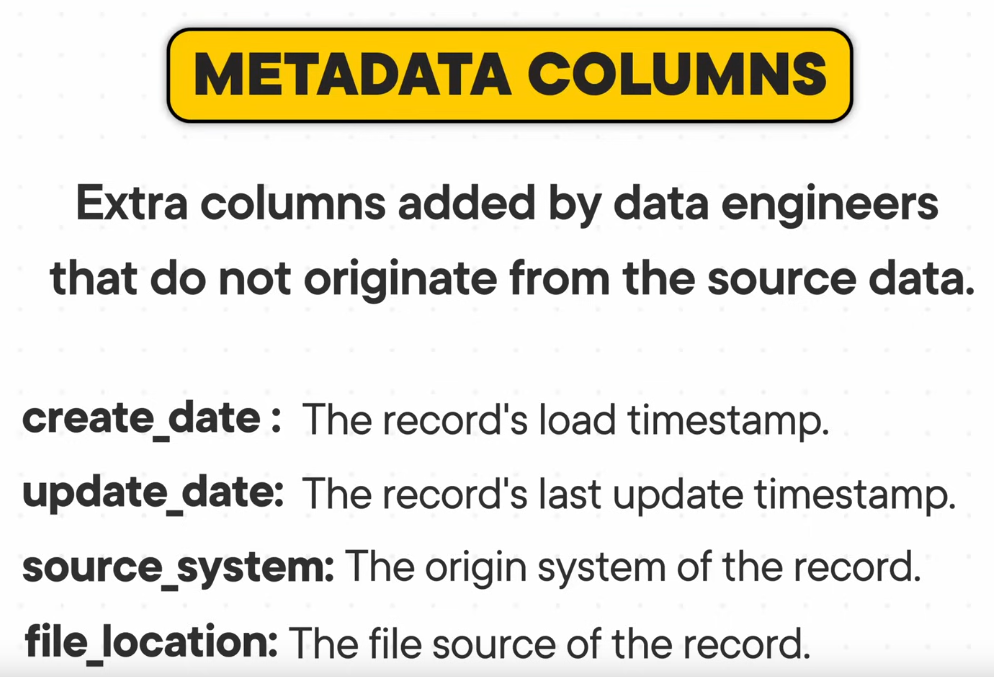 METADATA COLUMNS
Extra columns added by data engineers
that do not originate from the source data.
create_date : The record's load timestamp.
update_date: The record's last update timestamp.
source_system: The origin system of the record.
file_location: The file source of the record.